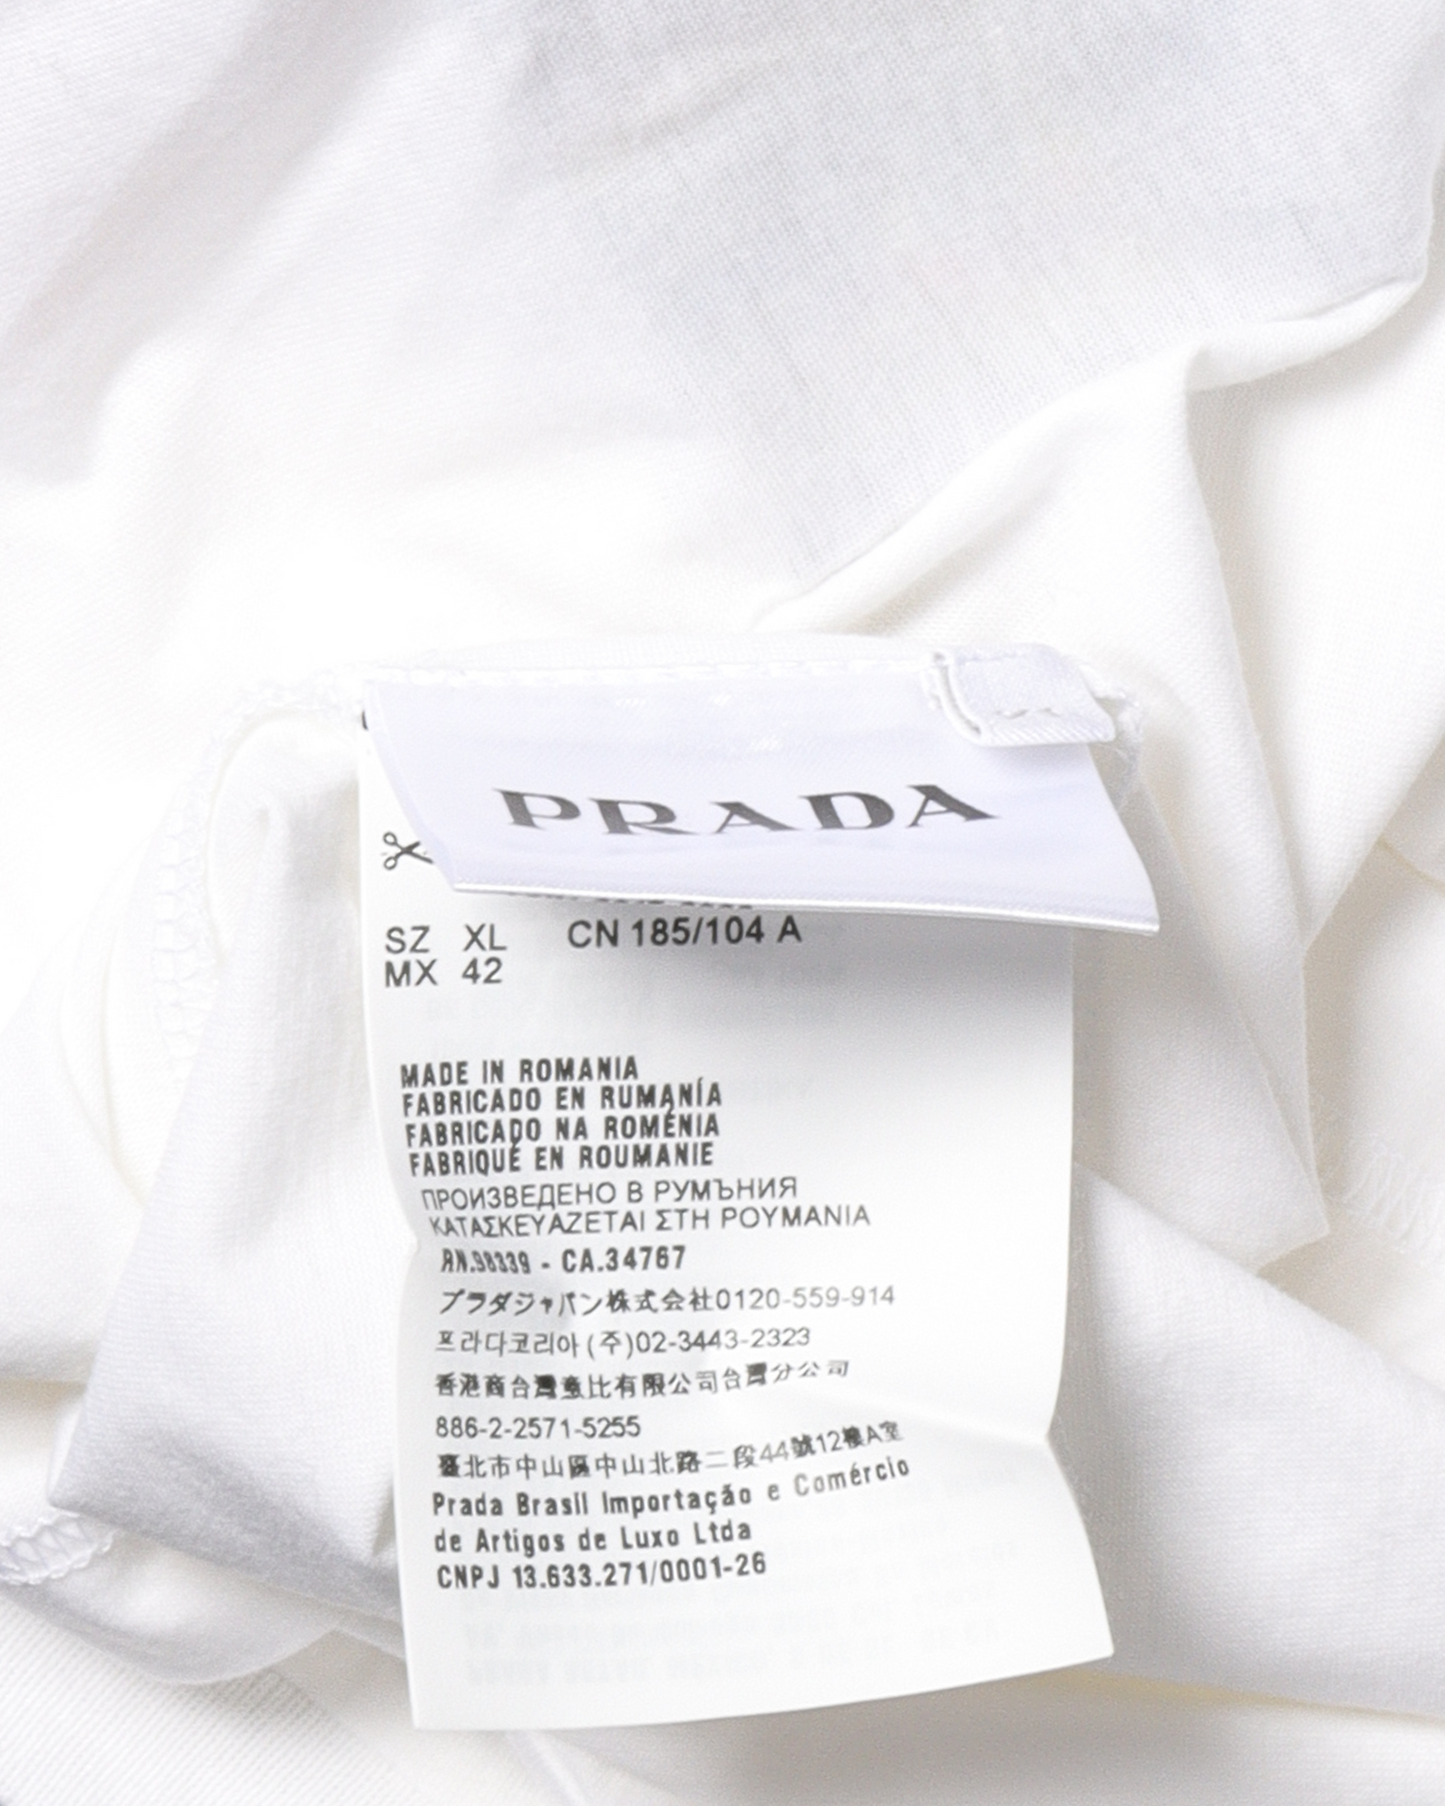 PRADA
SZ XL CN 185/104 A
MX 42
MADE IN ROMANIA
FABRICADO EN RUMANÍA
FABRICADO NA ROMÉNIA
FABRIQUÉ EN ROUMANIE
ПРОИЗВЕДЕНО В РУМЪНИЯ
ΚΑΤΑΣΚΕΥΑΖΕΤΑΙ ΣΤΗ ΡΟΥΜΑΝΙΑ
RN.98339 - CA.34767
プラダジャパン株式会社0120-559-914
프라다코리아(주)02-3443-2323
香港商台灣意比有限公司台灣分公司
886-2-2571-5255
臺北市中山區中山北路二段44號12樓A室
Prada Brasil Importação e Comércio
de Artigos de Luxo Ltda
CNPJ 13.633.271/0001-26